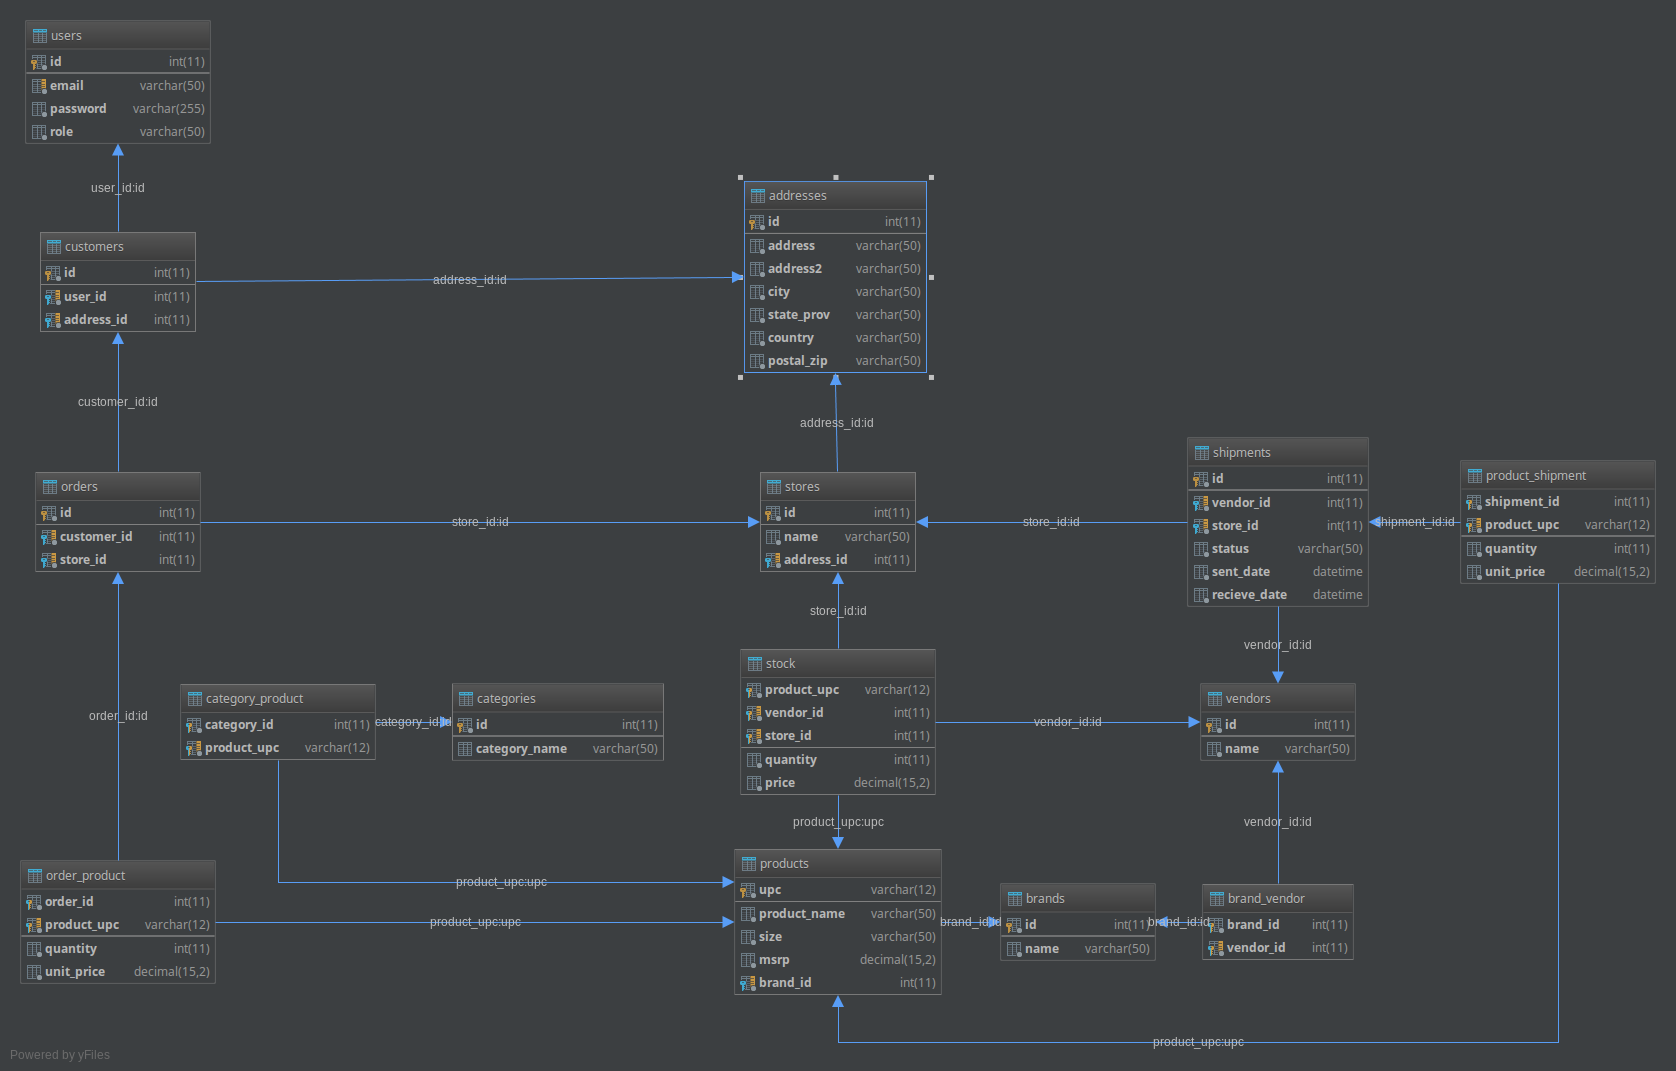 users
id int(11)
email varchar(50)
password varchar(255)
role varchar(50)
user_id:id
customers
id int(11)
user_id int(11)
address_id int(11)
address_id:id
addresses
id int(11)
address varchar(50)
address2 varchar(50)
city varchar(50)
state_prov varchar(50)
country varchar(50)
postal_zip varchar(50)
customer_id:id
address_id:id
orders
id int(11)
customer_id int(11)
store_id int(11)
store_id:id
stores
id int(11)
name varchar(50)
address_id int(11)
store_id:id
shipments
id int(11)
vendor_id int(11)
store_id int(11)
status varchar(50)
sent_date datetime
recieve_date datetime
shipment_id:id
product_shipment
shipment_id int(11)
product_upc varchar(12)
quantity int(11)
unit_price decimal(15,2)
store_id:id
vendor_id:id
order_id:id
category_product
category_id int(11)
product_upc varchar(12)
category_id:id
categories
id int(11)
category_name varchar(50)
stock
product_upc varchar(12)
vendor_id int(11)
store_id int(11)
quantity int(11)
price decimal(15,2)
vendor_id:id
vendors
id int(11)
name varchar(50)
product_upc:upc
vendor_id:id
order_product
order_id int(11)
product_upc varchar(12)
quantity int(11)
unit_price decimal(15,2)
product_upc:upc
product_upc:upc
products
upc varchar(12)
product_name varchar(50)
size varchar(50)
msrp decimal(15,2)
brand_id int(11)
brand_id:id
brands
id int(11)
name varchar(50)
brand_id:id
brand_vendor
brand_id int(11)
vendor_id int(11)
product_upc:upc
Powered by yFiles